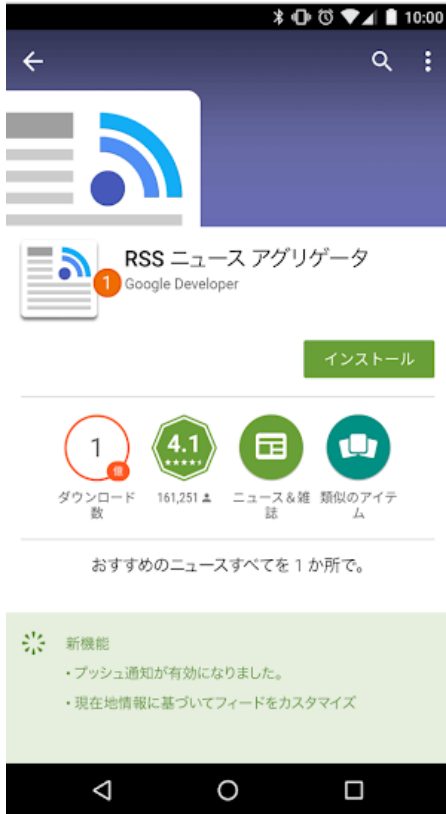 10:00
RSS ニュース アグリゲータ
1
Google Developer
インストール
1
億
ダウンロード
数
4.1
161,251
ニュース＆雑
誌
類似のアイテ
ム
おすすめのニュースすべてを 1 か所で。
新機能
・プッシュ通知が有効になりました。
・現在地情報に基づいてフィードをカスタマイズ